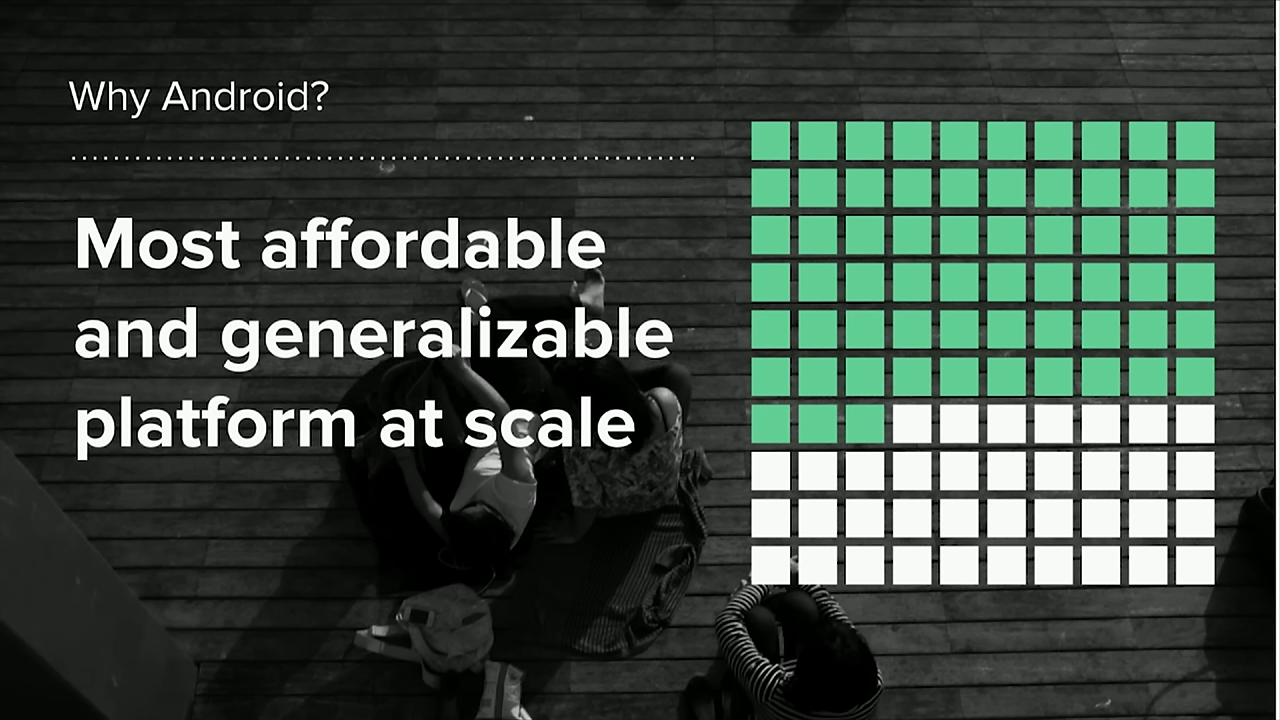 Why Android?
Most affordable
and generalizable
platform at scale